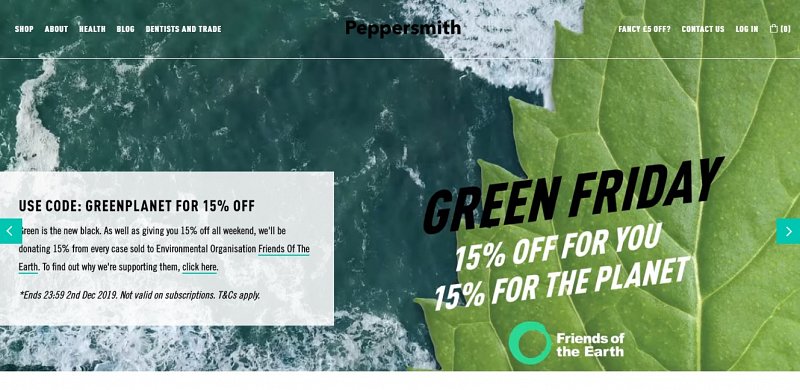 SHOP ABOUT HEALTH BLOG DENTISTS AND TRADE
Peppersmith
FANCY £5 OFF? CONTACT US LOG IN (0)
USE CODE: GREENPLANET FOR 15% OFF
Green is the new black. As well as giving you 15% off all weekend, we'll be
donating 15% from every case sold to Environmental Organisation Friends Of The
Earth. To find out why we're supporting them, click here.
*Ends 23:59 2nd Dec 2019. Not valid on subscriptions. T&Cs apply.
GREEN FRIDAY
15% OFF FOR YOU
15% FOR THE PLANET
Friends of
the Earth